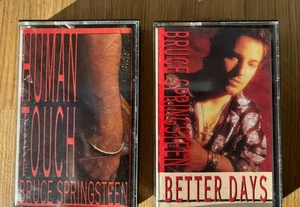 HUMAN
TOUCH
BRUCE SPRINGSTEEN
BRUCE SPRINGSTEEN
BETTER DAYS